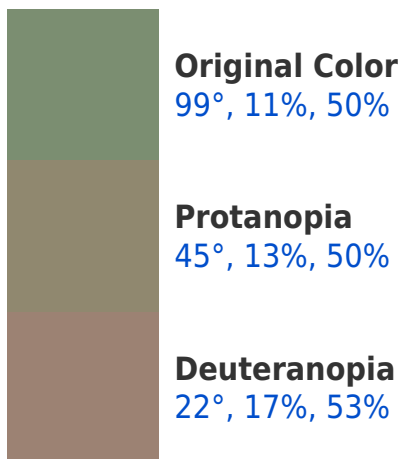 Original Color
99°, 11%, 50%
Protanopia
45°, 13%, 50%
Deuteranopia
22°, 17%, 53%